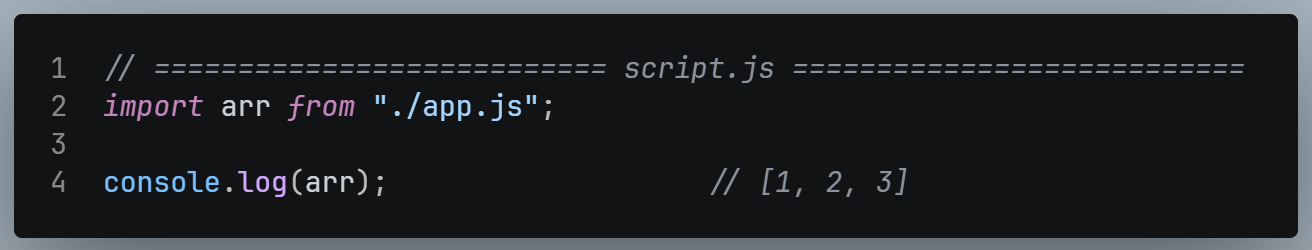 1 // =========================== script.js ===========================
2 import arr from "./app.js";
3
4 console.log(arr); // [1, 2, 3]